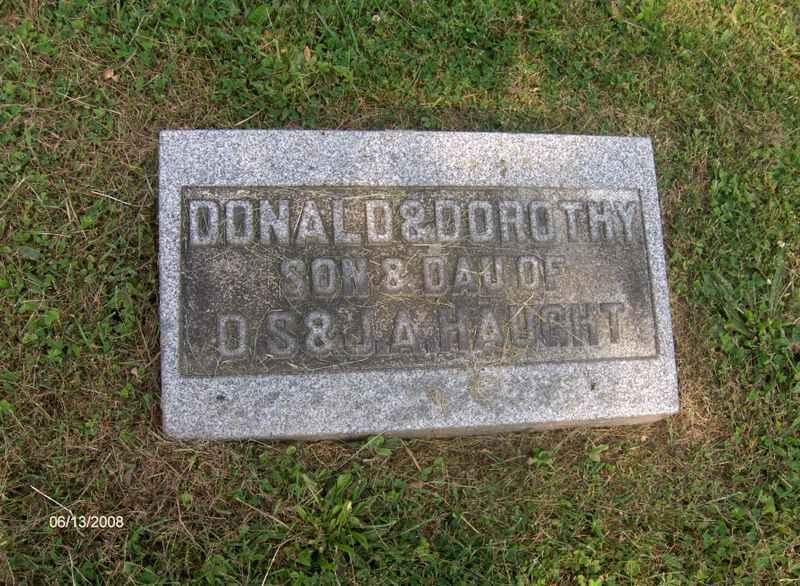 DONALD & DOROTHY
SON & DAU OF
O.S & J.A. HAUGHT
06/13/2008